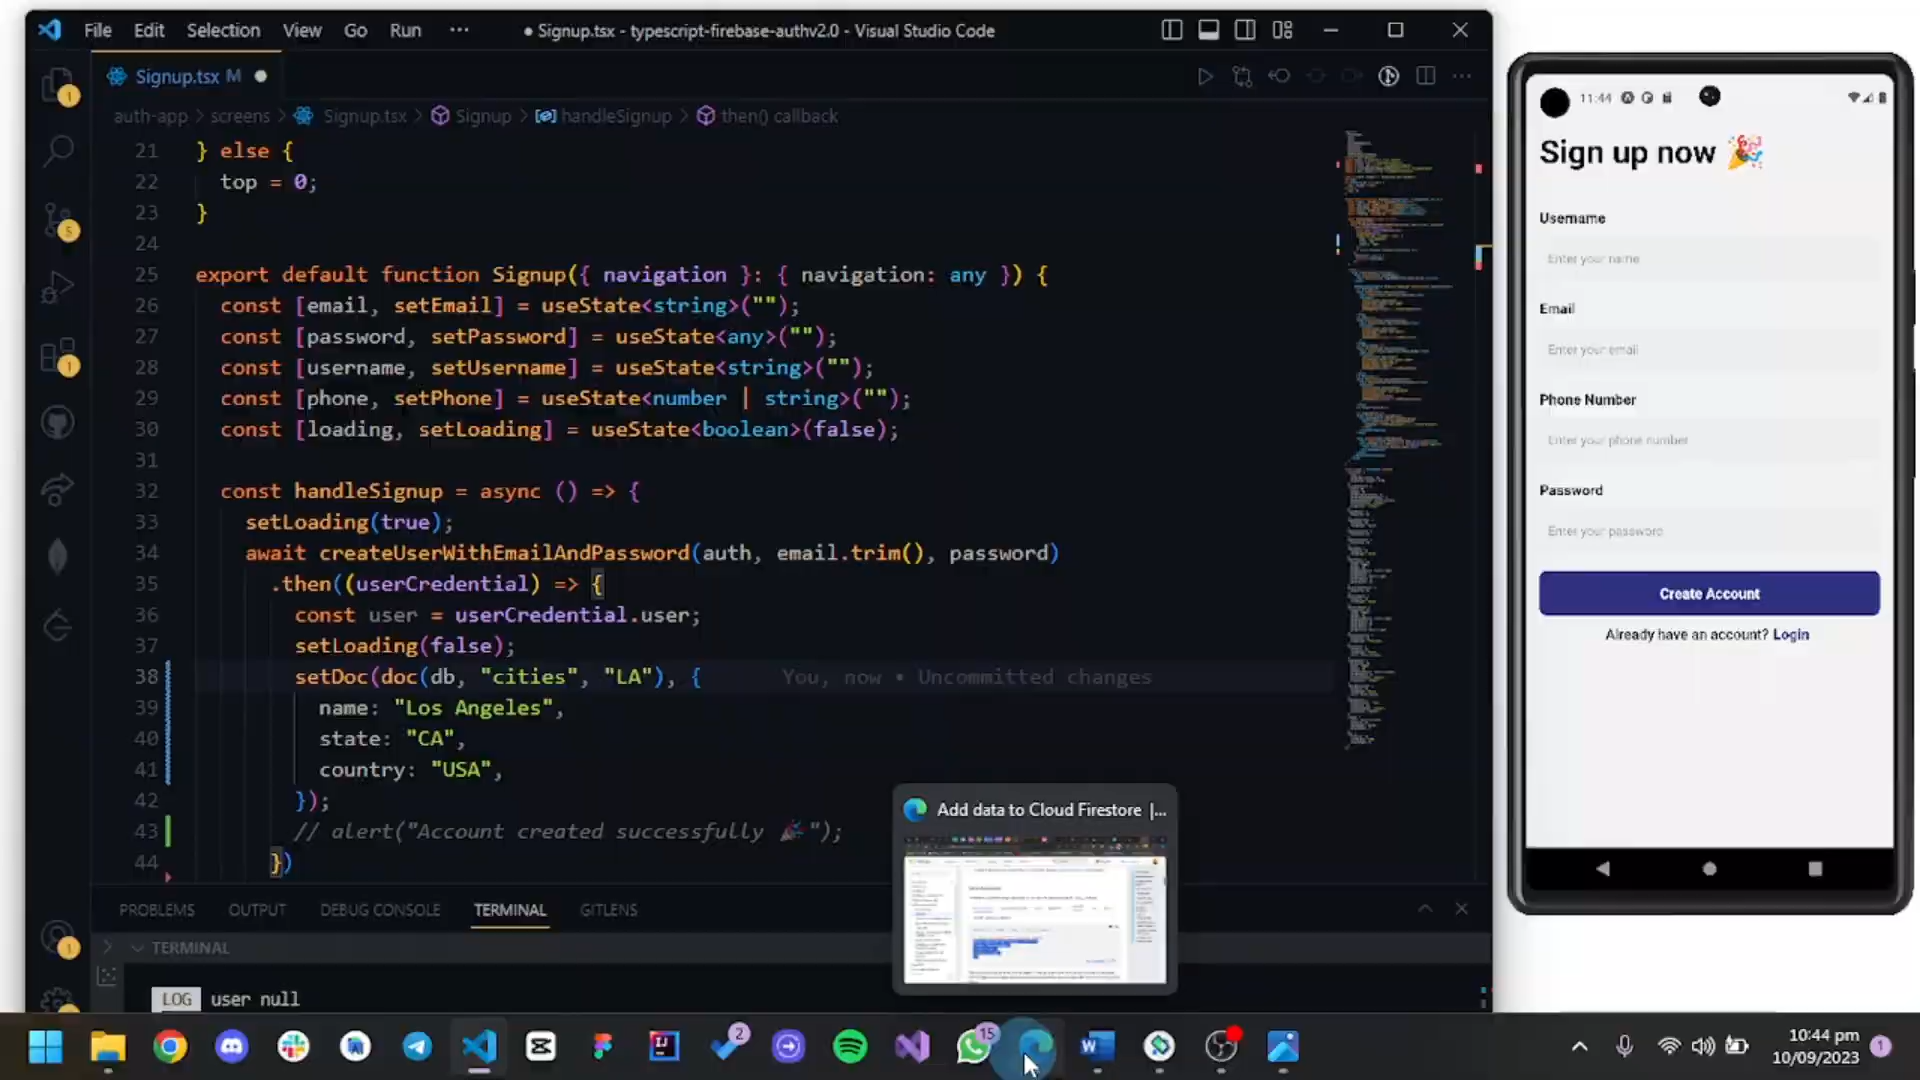 File Edit Selection View Go Run ···
● Signup.tsx - typescript-firebase-authv2.0 - Visual Studio Code
Signup.tsx M
auth-app > screens > Signup.tsx > Signup > handleSignup > then() callback
21 } else {
22 top = 0;
23 }
24
25 export default function Signup({ navigation }: { navigation: any }) {
26 const [email, setEmail] = useState<string>("");
27 const [password, setPassword] = useState<any>("");
28 const [username, setUsername] = useState<string>("");
29 const [phone, setPhone] = useState<number | string>("");
30 const [loading, setLoading] = useState<boolean>(false);
31
32 const handleSignup = async () => {
33 setLoading(true);
34 await createUserWithEmailAndPassword(auth, email.trim(), password)
35 .then((userCredential) => {
36 const user = userCredential.user;
37 setLoading(false);
38 setDoc(doc(db, "cities", "LA"), { You, now • Uncommitted changes
39 name: "Los Angeles",
40 state: "CA",
41 country: "USA",
42 });
43 // alert("Account created successfully 🎉");
44 })
PROBLEMS OUTPUT DEBUG CONSOLE TERMINAL GITLENS
TERMINAL
LOG user null
Add data to Cloud Firestore |...
1
5
1
1
11:44
Sign up now 🎉
Username
Enter your name
Email
Enter your email
Phone Number
Enter your phone number
Password
Enter your password
Create Account
Already have an account? Login
2
15
10:44 pm
10/09/2023
1